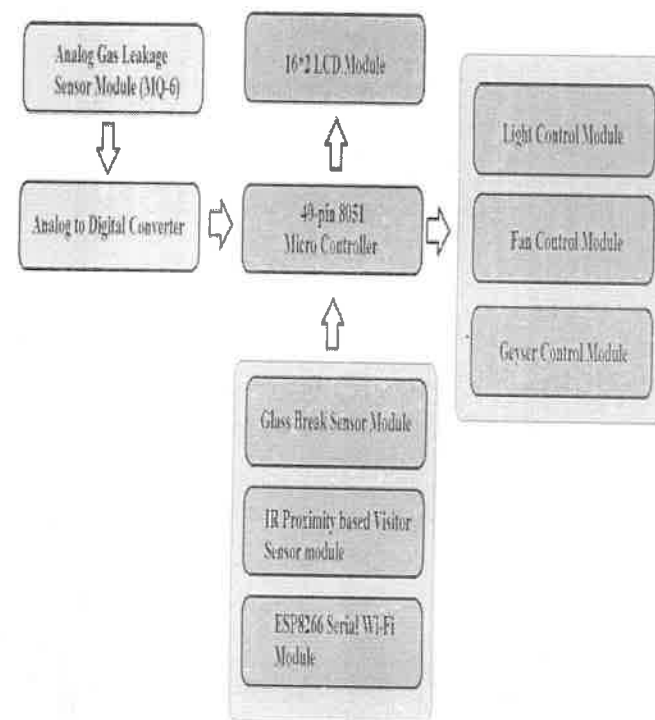 Analog Gas Leakage
Sensor Module (MQ-6)
16*2 LCD Module
Light Control Module
Analog to Digital Converter
40-pin 8051
Micro Controller
Fan Control Module
Geyser Control Module
Glass Break Sensor Module
IR Proximity based Visitor
Sensor module
ESP8266 Serial Wi-Fi
Module